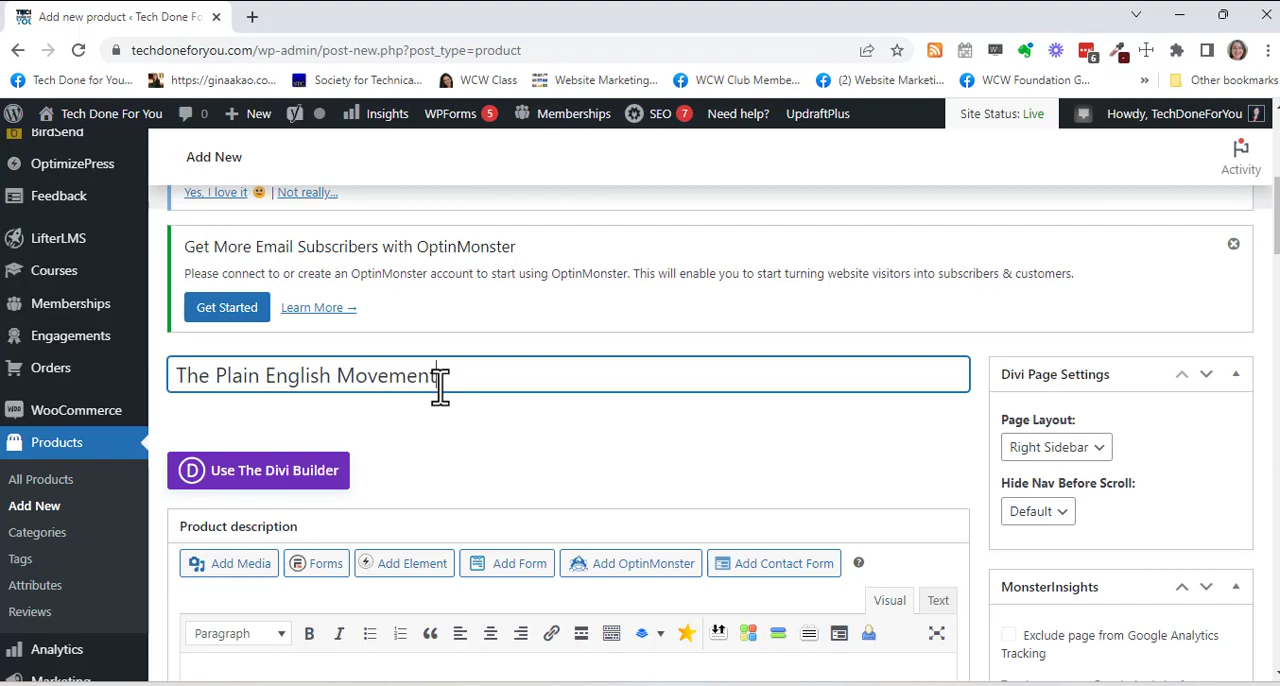 Add new product ‹ Tech Done Fo
techdoneforyou.com/wp-admin/post-new.php?post_type=product
6
Tech Done for You...
https://ginaakao.co...
Society for Technica...
WCW Class
Website Marketing...
WCW Club Membe...
(2) Website Marketi...
WCW Foundation G...
»
Other bookmarks
Tech Done For You
0
New
Insights
WPForms 5
Memberships
SEO 7
Need help?
UpdraftPlus
Site Status: Live
Howdy, TechDoneForYou
BirdSend
OptimizePress
Feedback
LifterLMS
Courses
Memberships
Engagements
Orders
WooCommerce
Products
All Products
Add New
Categories
Tags
Attributes
Reviews
Analytics
Marketing
Add New
Activity
Yes, I love it 🙂 | Not really...
Get More Email Subscribers with OptinMonster
Please connect to or create an OptinMonster account to start using OptinMonster. This will enable you to start turning website visitors into subscribers & customers.
Get Started
Learn More →
The Plain English Movement
Use The Divi Builder
Product description
Add Media
Forms
Add Element
Add Form
Add OptinMonster
Add Contact Form
Visual
Text
Paragraph
B
I
Divi Page Settings
Page Layout:
Right Sidebar
Hide Nav Before Scroll:
Default
MonsterInsights
Exclude page from Google Analytics
Tracking